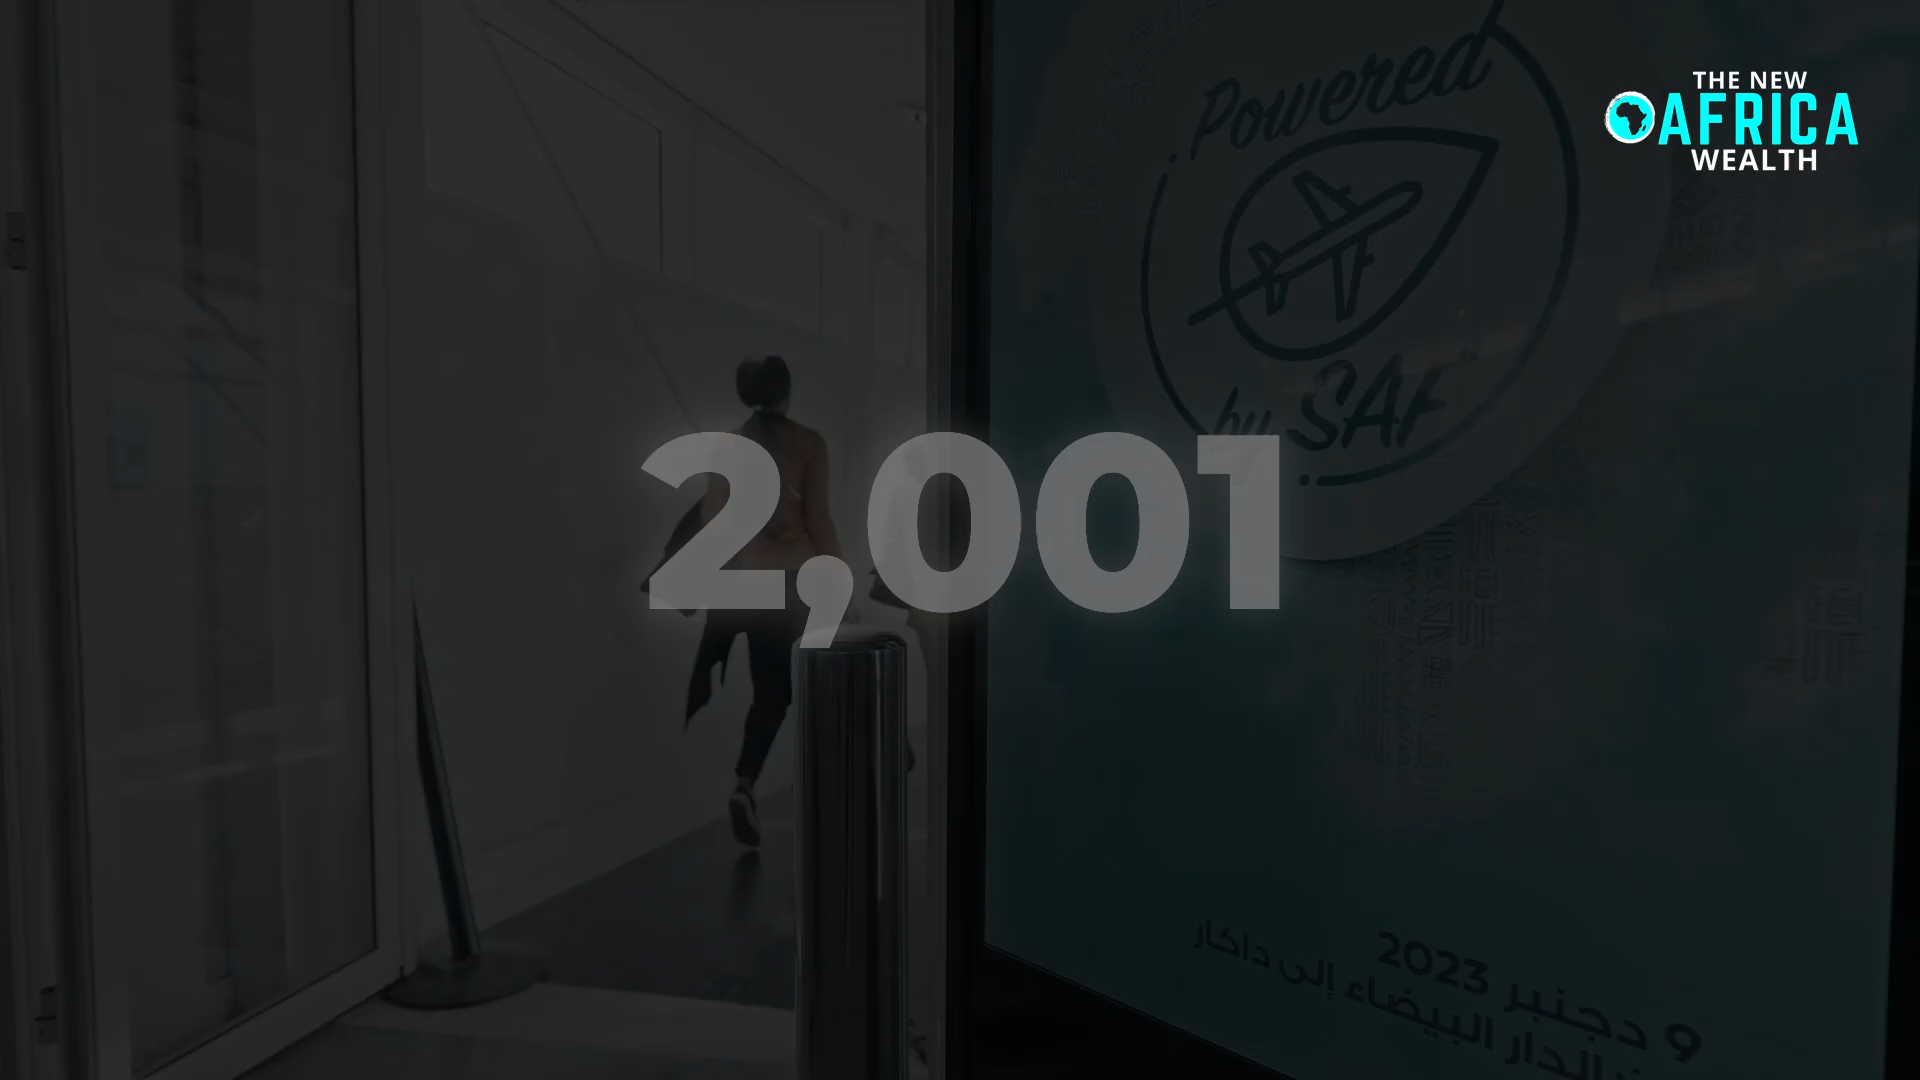 THE NEW
AFRICA
WEALTH
Powered
by SAF
2,001
9 دجنبر 2023
الدار البيضاء إلى داكار